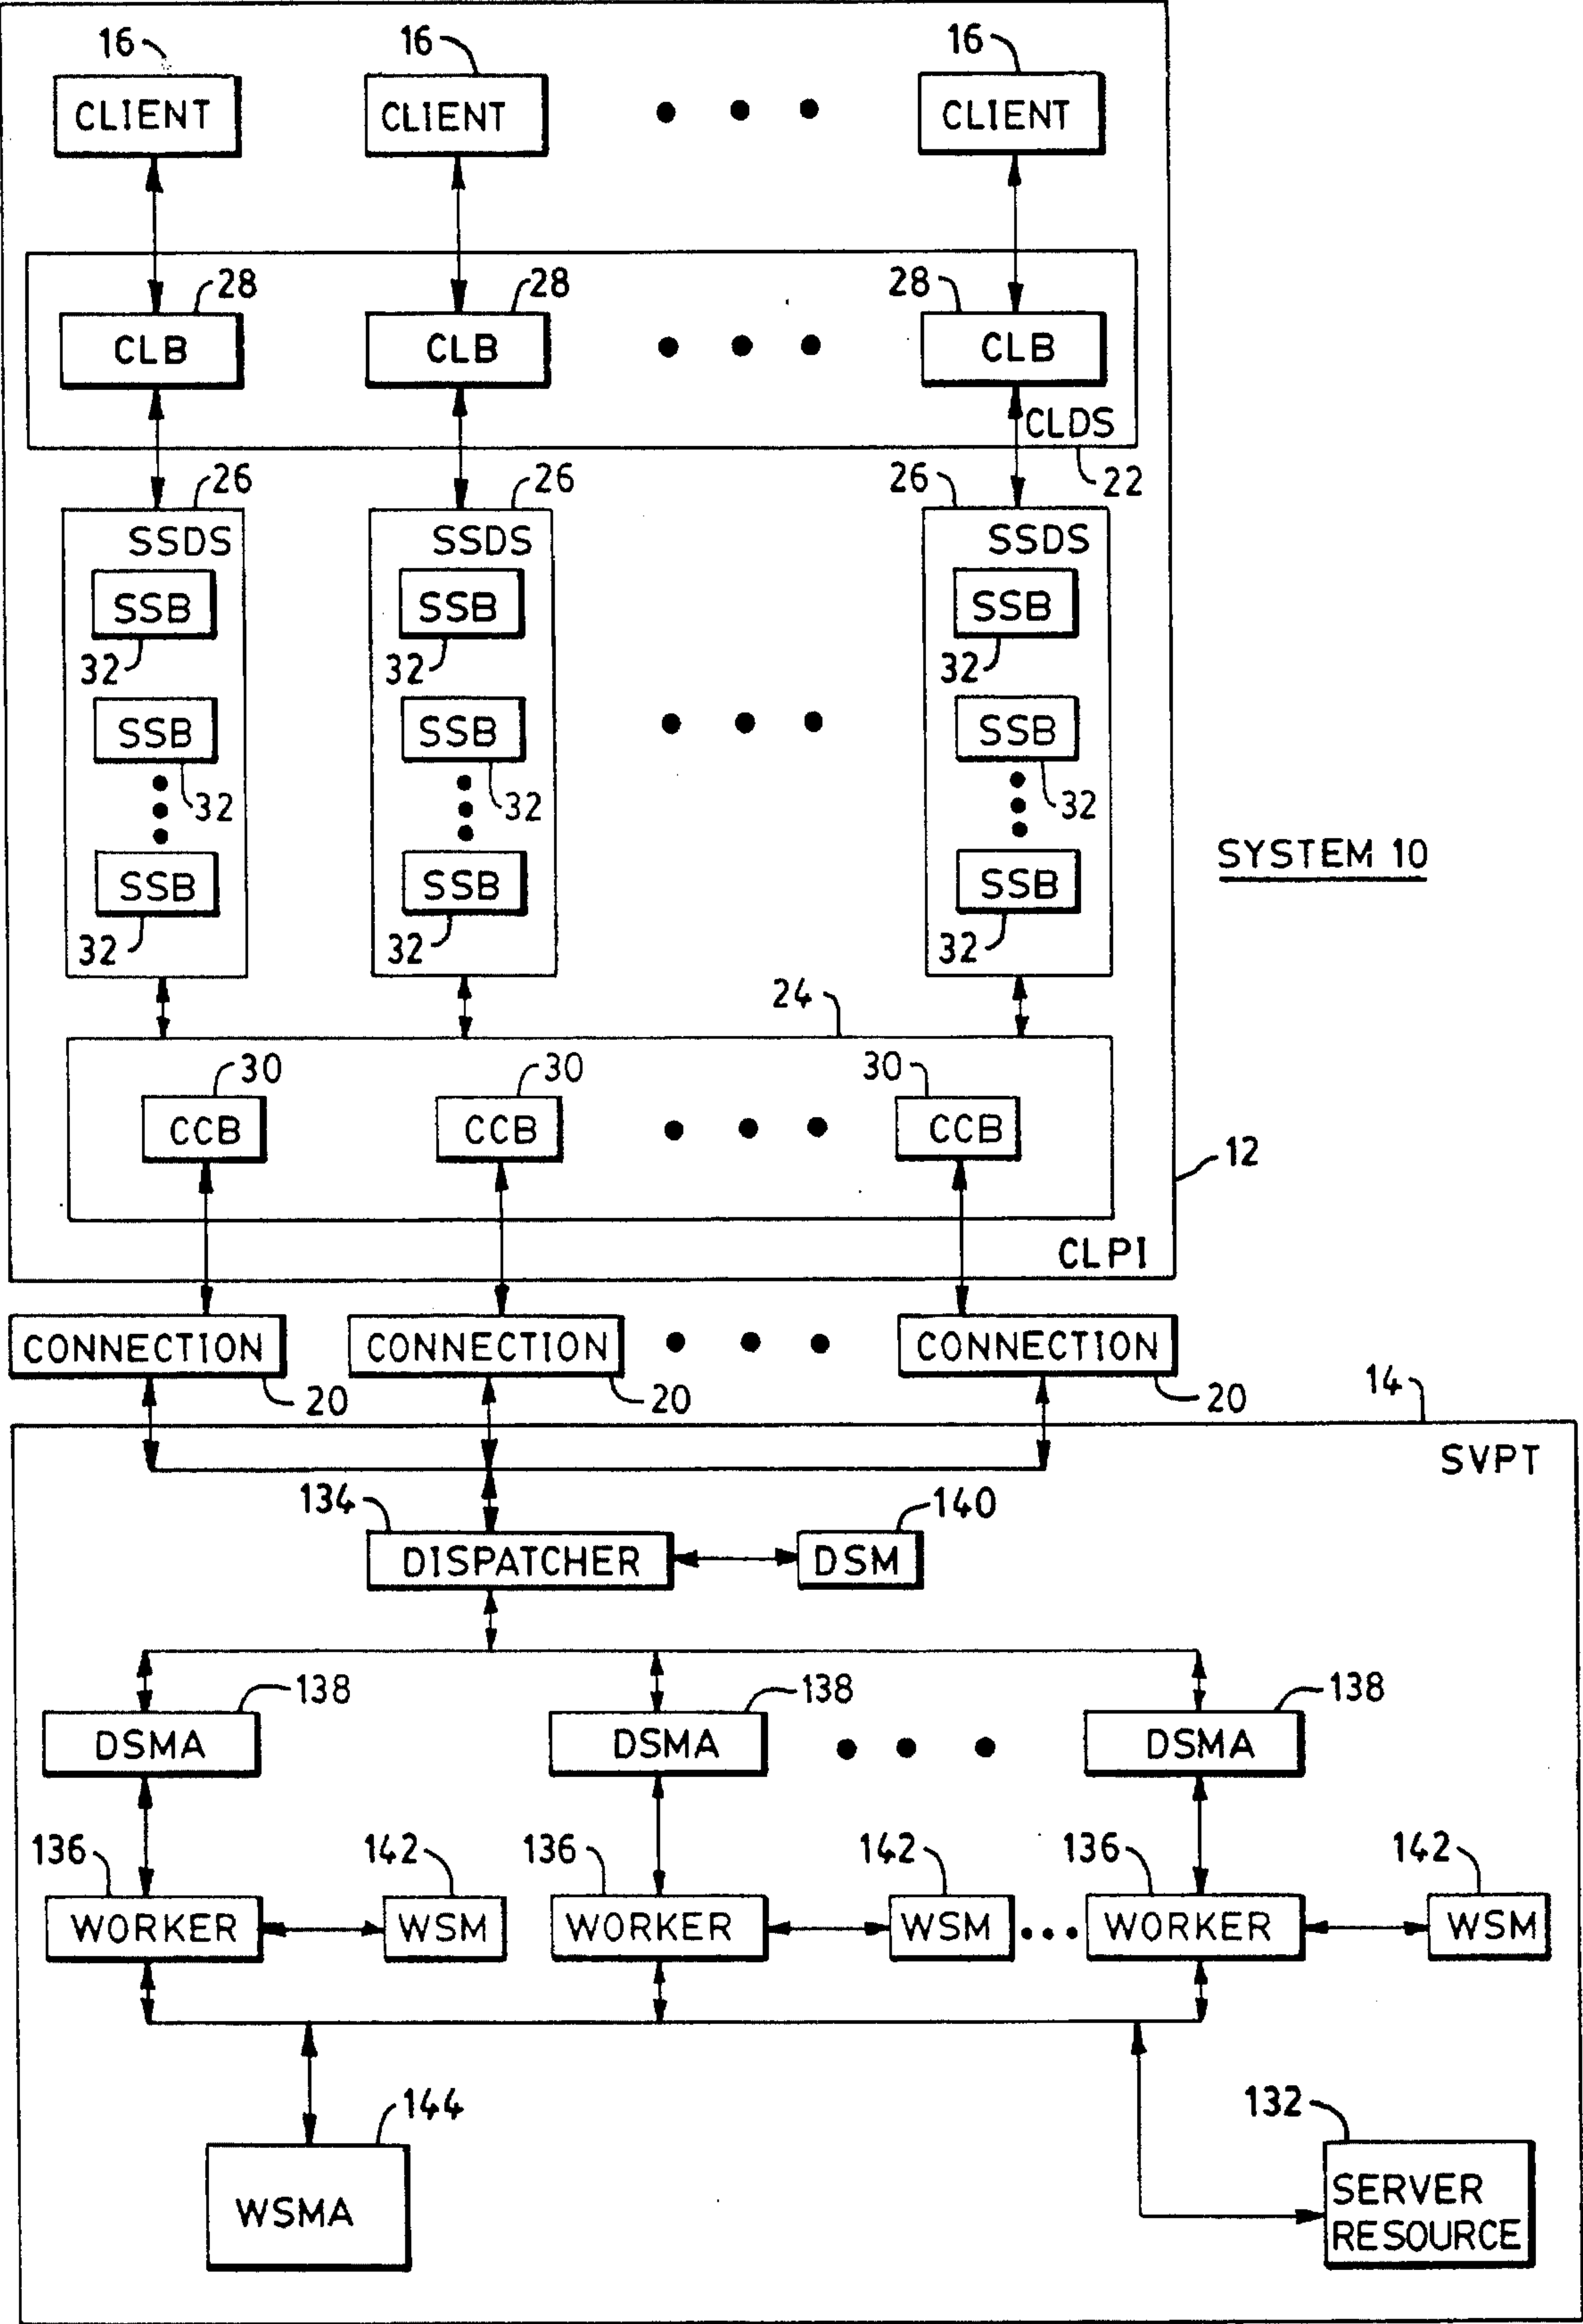 16 16 16
CLIENT CLIENT CLIENT
28 28 28
CLB CLB CLB
CLDS
22
26 26 26
SSDS SSDS SSDS
SSB SSB SSB
32 32 32
SSB SSB SSB
32 32 32
SYSTEM 10
SSB SSB SSB
32 32 32
24
30 30 30
CCB CCB CCB
12
CLPI
CONNECTION CONNECTION CONNECTION
20 20 20
14
SVPT
134 140
DISPATCHER DSM
138 138 138
DSMA DSMA DSMA
136 142 136 142 136 142
WORKER WSM WORKER WSM WORKER WSM
144 132
WSMA
SERVER
RESOURCE